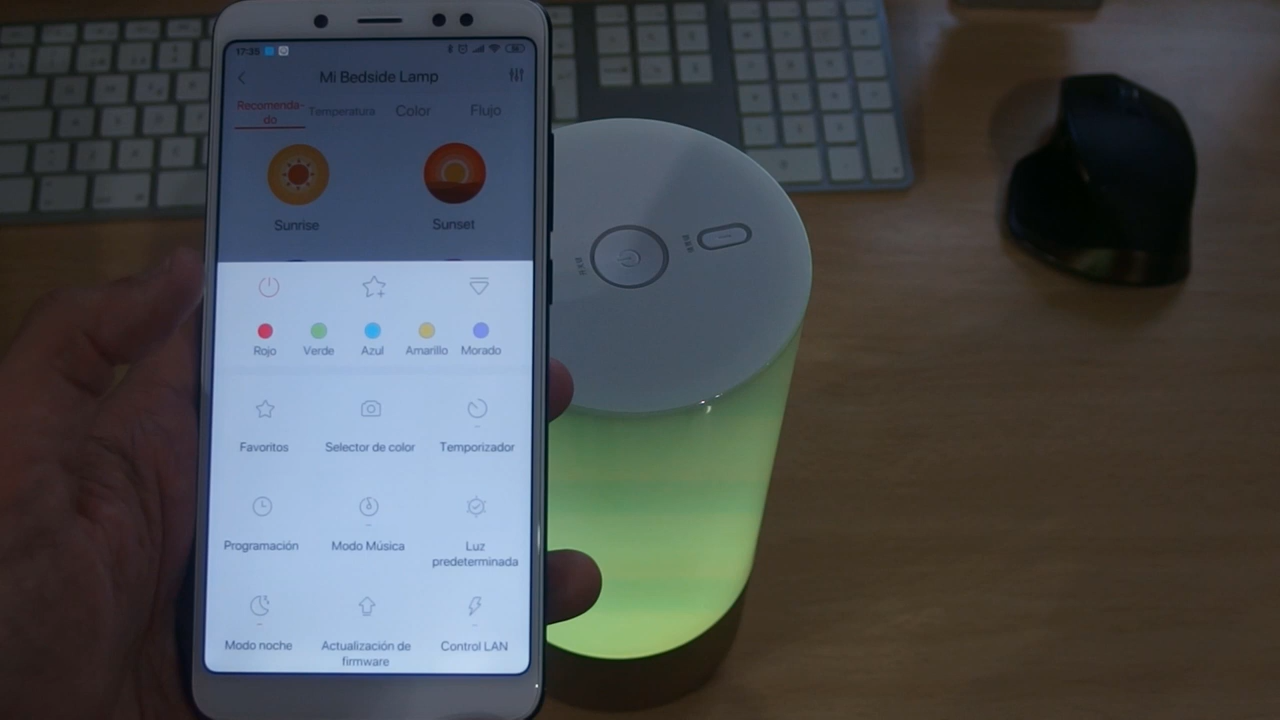 17:35
Mi Bedside Lamp
Recomenda-
do
Temperatura
Color
Flujo
Sunrise
Sunset
Rojo
Verde
Azul
Amarillo
Morado
Favoritos
Selector de color
Temporizador
Programación
Modo Música
Luz
predeterminada
Modo noche
Actualización de
firmware
Control LAN